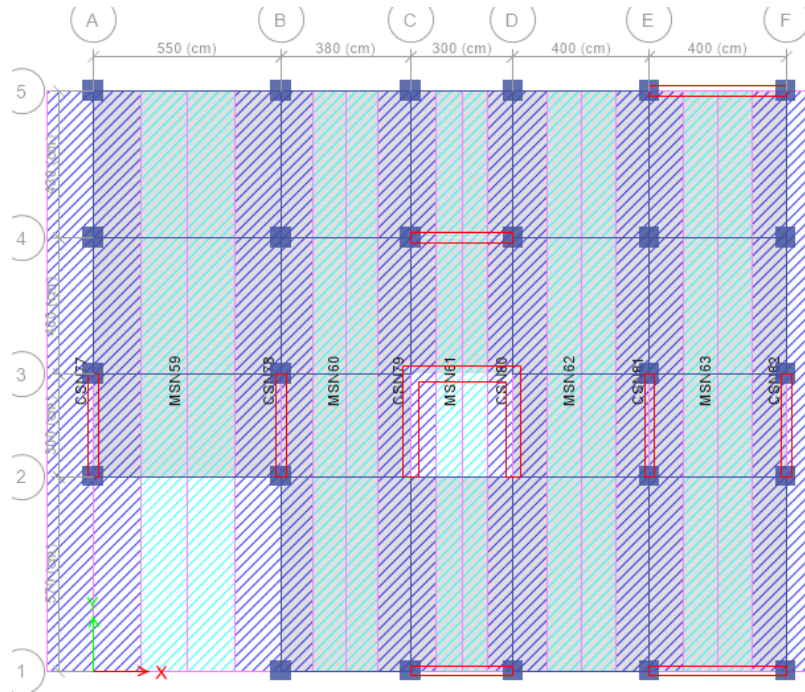 A B C D E F
550 (cm) 380 (cm) 300 (cm) 400 (cm) 400 (cm)
5
4
3
CSN77 MSN59 CSN78 MSN60 CSN79 MSN61 CSN80 MSN62 CSN81 MSN63 CSN82
2
Y
X
1